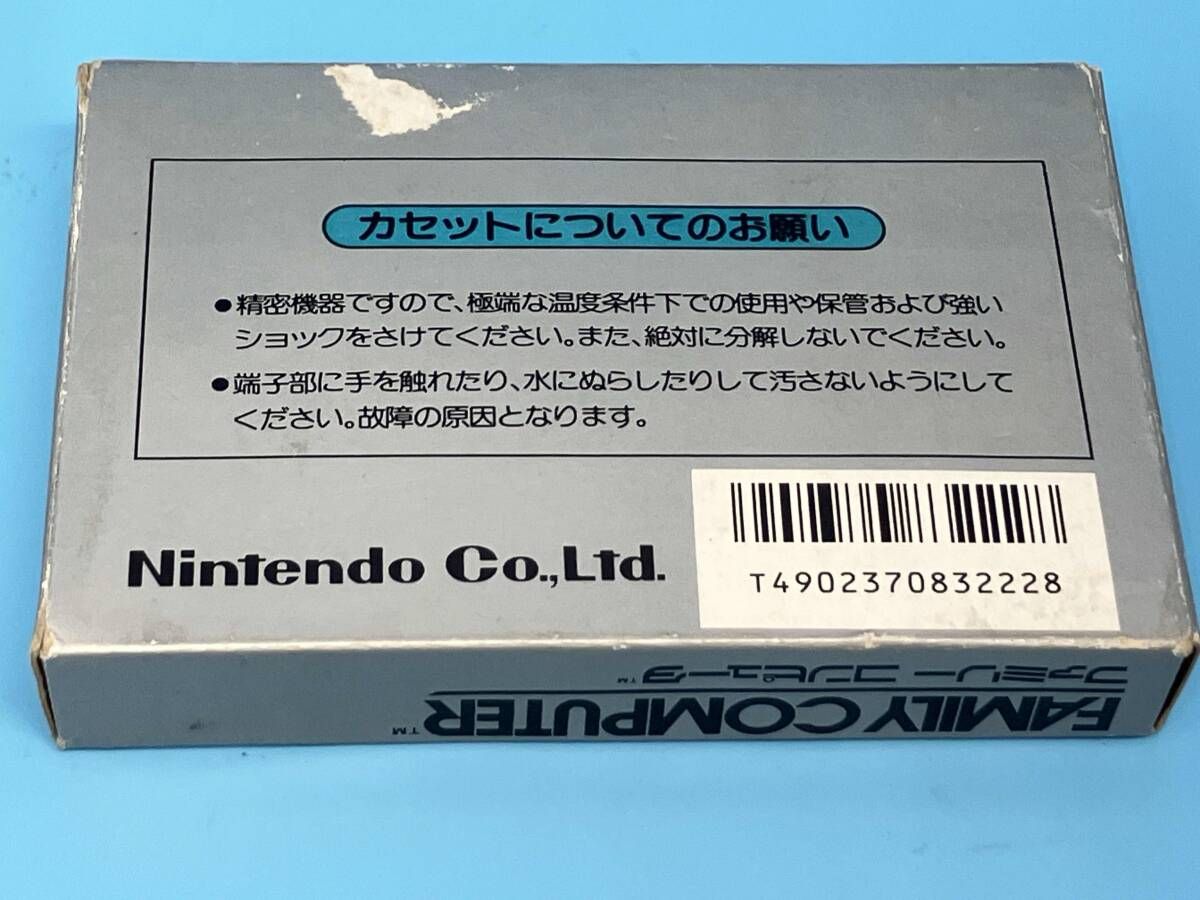 カセットについてのお願い
●精密機器ですので、極端な温度条件下での使用や保管および強い
ショックをさけてください。また、絶対に分解しないでください。
●端子部に手を触れたり、水にぬらしたりして汚さないようにして
ください。故障の原因となります。
Nintendo Co.,Ltd.
T4902370832228
FAMILY COMPUTER™
ファミリー コンピュータ™